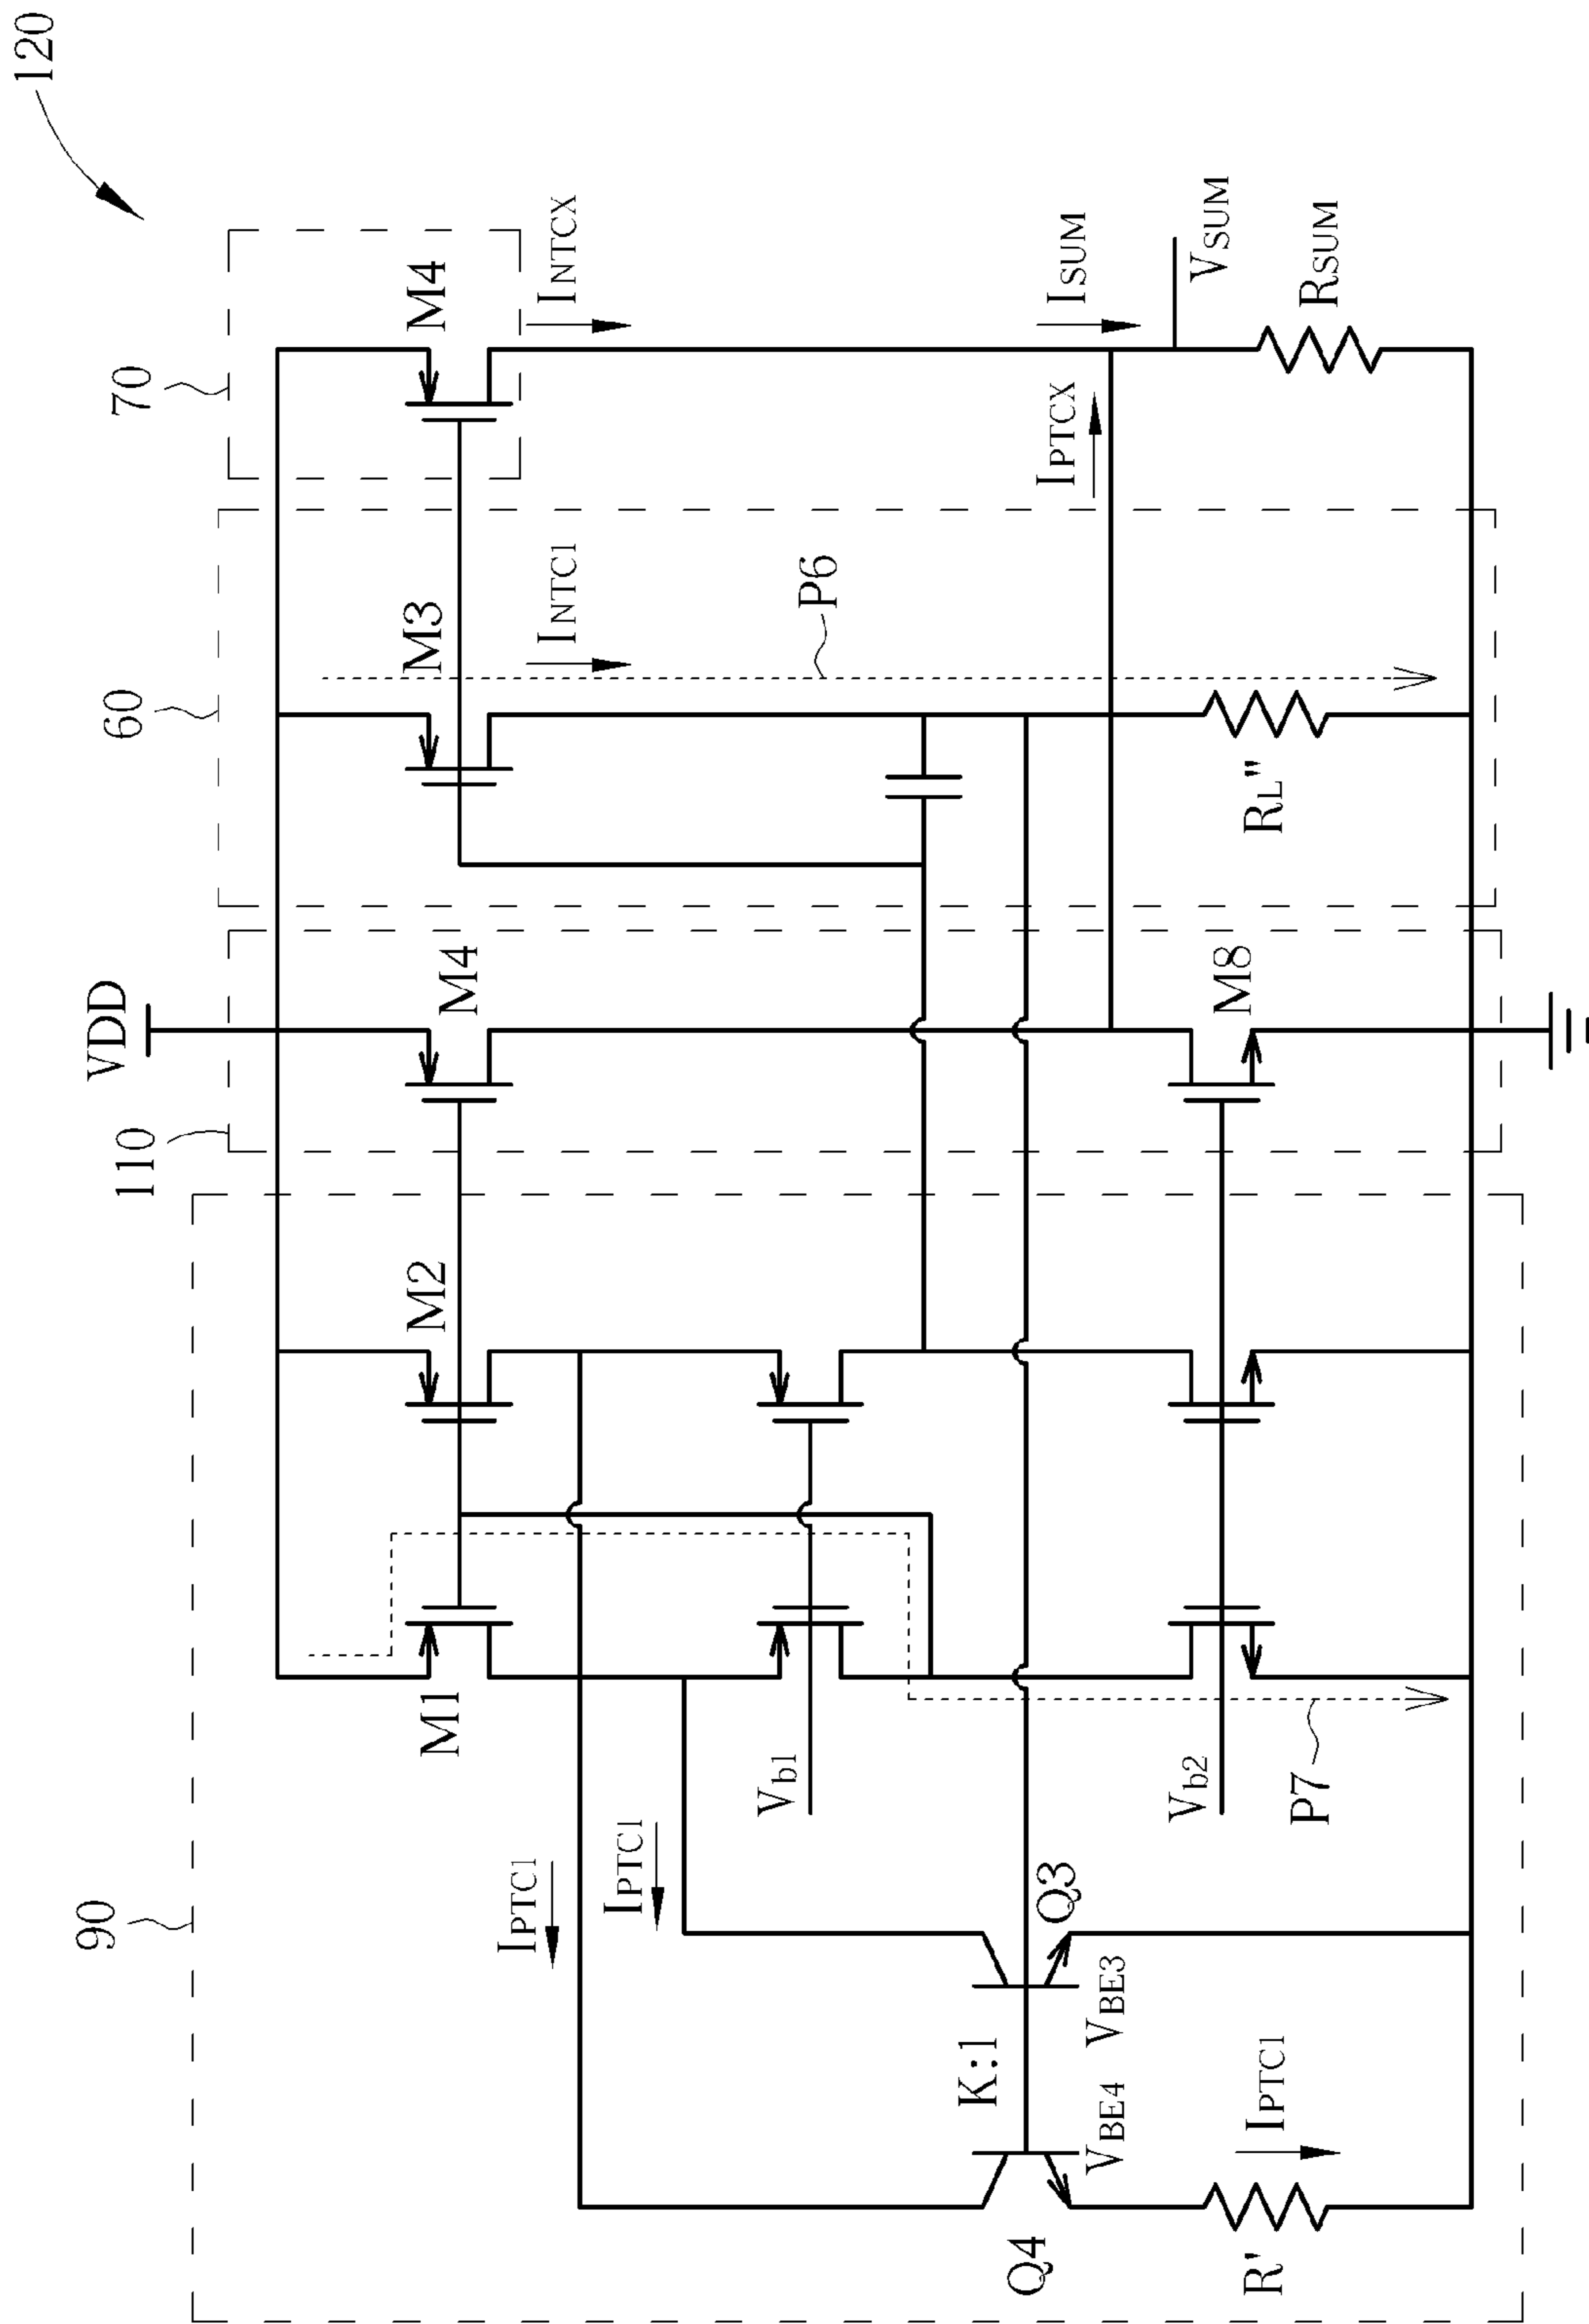 120
70
60
110
90
VDD
M4
M3
M4
M2
M1
INTCX
INTC1
IPTC1
IPTC1
P6
Vb1
K:1
Q3
Q4
VBE3
VBE4
IPTCX
ISUM
VSUM
RSUM
RL"
M8
Vb2
P7
IPTC1
R'